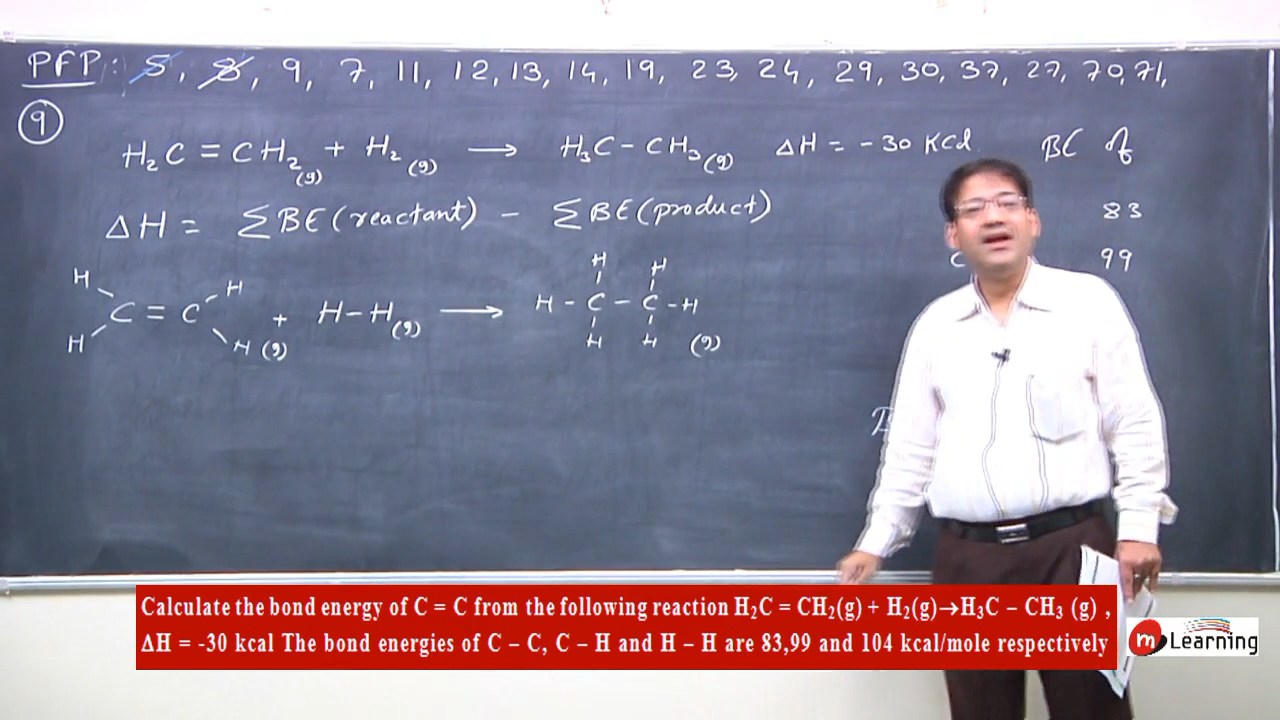 PFP : 5, 8, 9, 7, 11, 12, 13, 14, 19, 23, 24, 29, 30, 37, 27, 70, 71,
9
H₂C = CH₂(g) + H₂(g) → H₃C - CH₃(g) ΔH = -30 KCal BE of
ΔH = ΣBE(reactant) - ΣBE(product) 83
C 99
H H H H
C = C + H-H(g) → H - C - C - H
H H (g) H H (g)
Calculate the bond energy of C = C from the following reaction H₂C = CH₂(g) + H₂(g)→H₃C – CH₃ (g) ,
ΔH = -30 kcal The bond energies of C – C, C – H and H – H are 83,99 and 104 kcal/mole respectively
m Learning